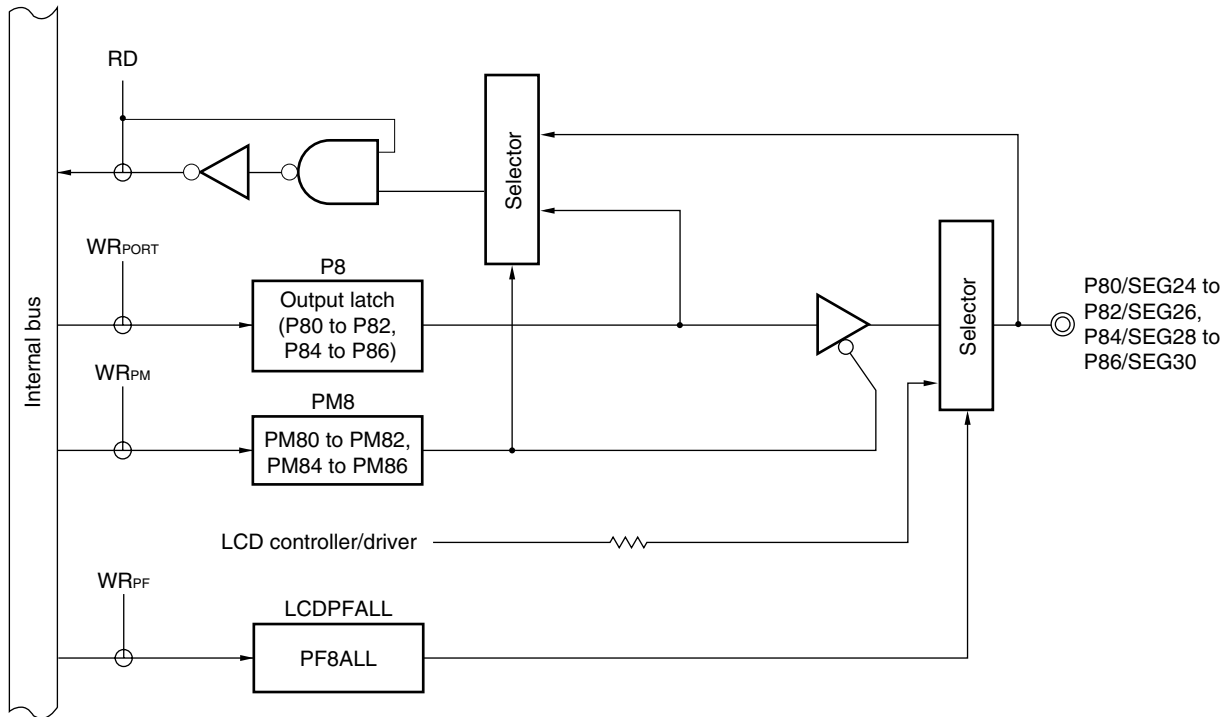 RD
Selector
WRPORT
P8
Output latch
(P80 to P82,
P84 to P86)
Selector
P80/SEG24 to
P82/SEG26,
P84/SEG28 to
P86/SEG30
Internal bus
WRPM
PM8
PM80 to PM82,
PM84 to PM86
LCD controller/driver
WRPF
LCDPFALL
PF8ALL